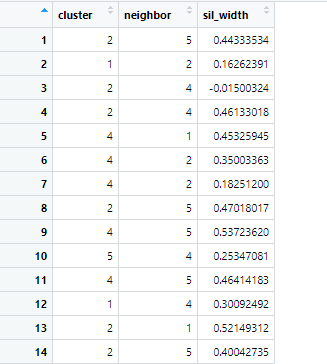 cluster neighbor sil_width
1 2 5 0.44333534
2 1 2 0.16262391
3 2 4 -0.01500324
4 2 4 0.46133018
5 4 1 0.45325945
6 4 2 0.35003363
7 4 2 0.18251200
8 2 5 0.47018017
9 4 5 0.53723620
10 5 4 0.25347081
11 4 5 0.46414183
12 1 4 0.30092492
13 2 1 0.52149312
14 2 5 0.40042735